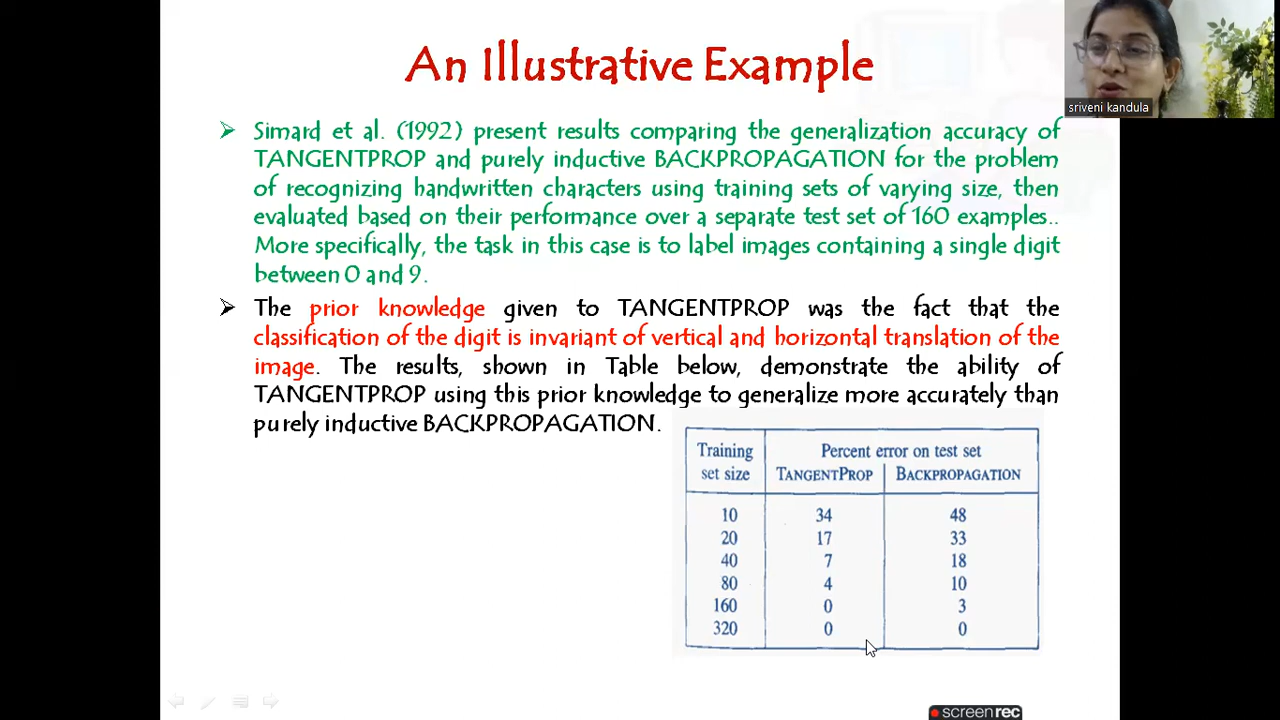 An Illustrative Example
sriveni kandula
➢ Simard et al. (1992) present results comparing the generalization accuracy of
TANGENTPROP and purely inductive BACKPROPAGATION for the problem
of recognizing handwritten characters using training sets of varying size, then
evaluated based on their performance over a separate test set of 160 examples..
More specifically, the task in this case is to label images containing a single digit
between 0 and 9.
➢ The prior knowledge given to TANGENTPROP was the fact that the
classification of the digit is invariant of vertical and horizontal translation of the
image. The results, shown in Table below, demonstrate the ability of
TANGENTPROP using this prior knowledge to generalize more accurately than
purely inductive BACKPROPAGATION.
Training Percent error on test set
set size TANGENTPROP BACKPROPAGATION
10 34 48
20 17 33
40 7 18
80 4 10
160 0 3
320 0 0
screenrec